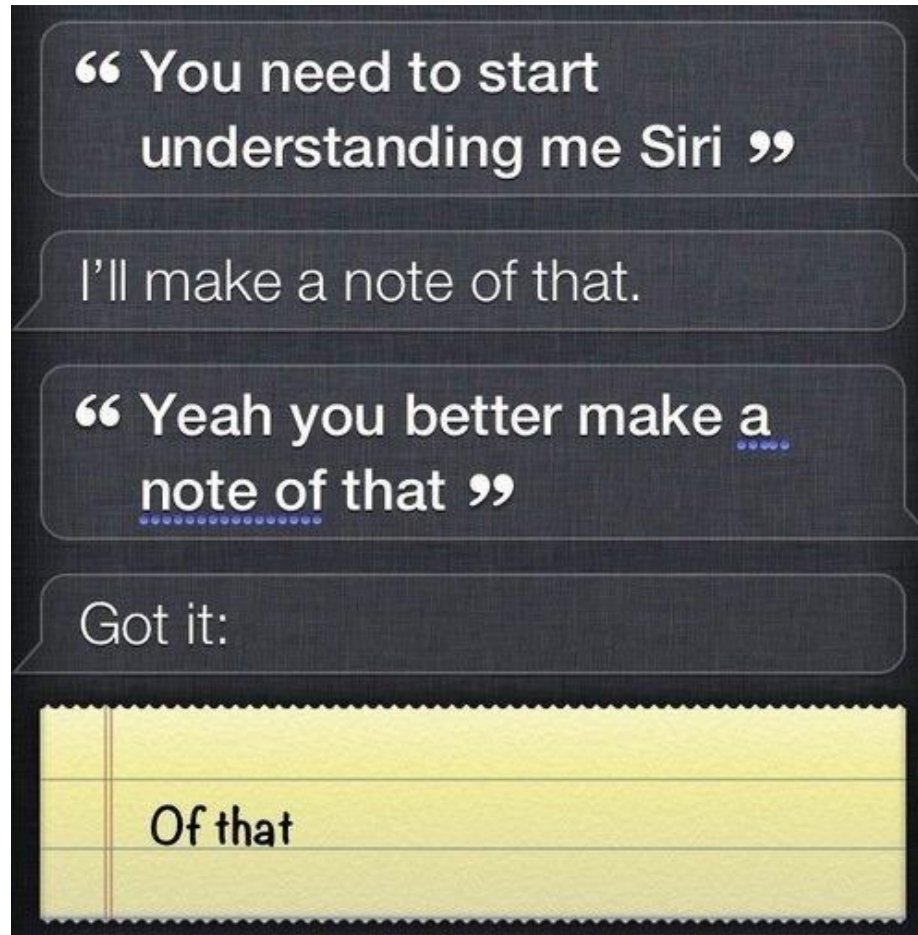 “ You need to start
understanding me Siri ”
I’ll make a note of that.
“ Yeah you better make a
note of that ”
Got it:
Of that